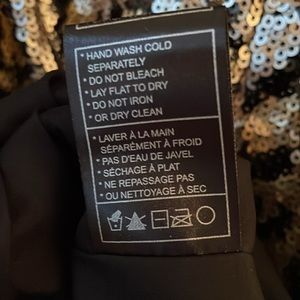 * HAND WASH COLD
SEPARATELY
* DO NOT BLEACH
* LAY FLAT TO DRY
* DO NOT IRON
* OR DRY CLEAN
* LAVER À LA MAIN
SÉPARÉMENT À FROID
* PAS D'EAU DE JAVEL
* SÉCHAGE À PLAT
* NE REPASSAGE PAS
* OU NETTOYAGE À SEC